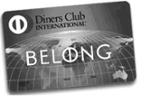 Diners Club
INTERNATIONAL®
BELONG